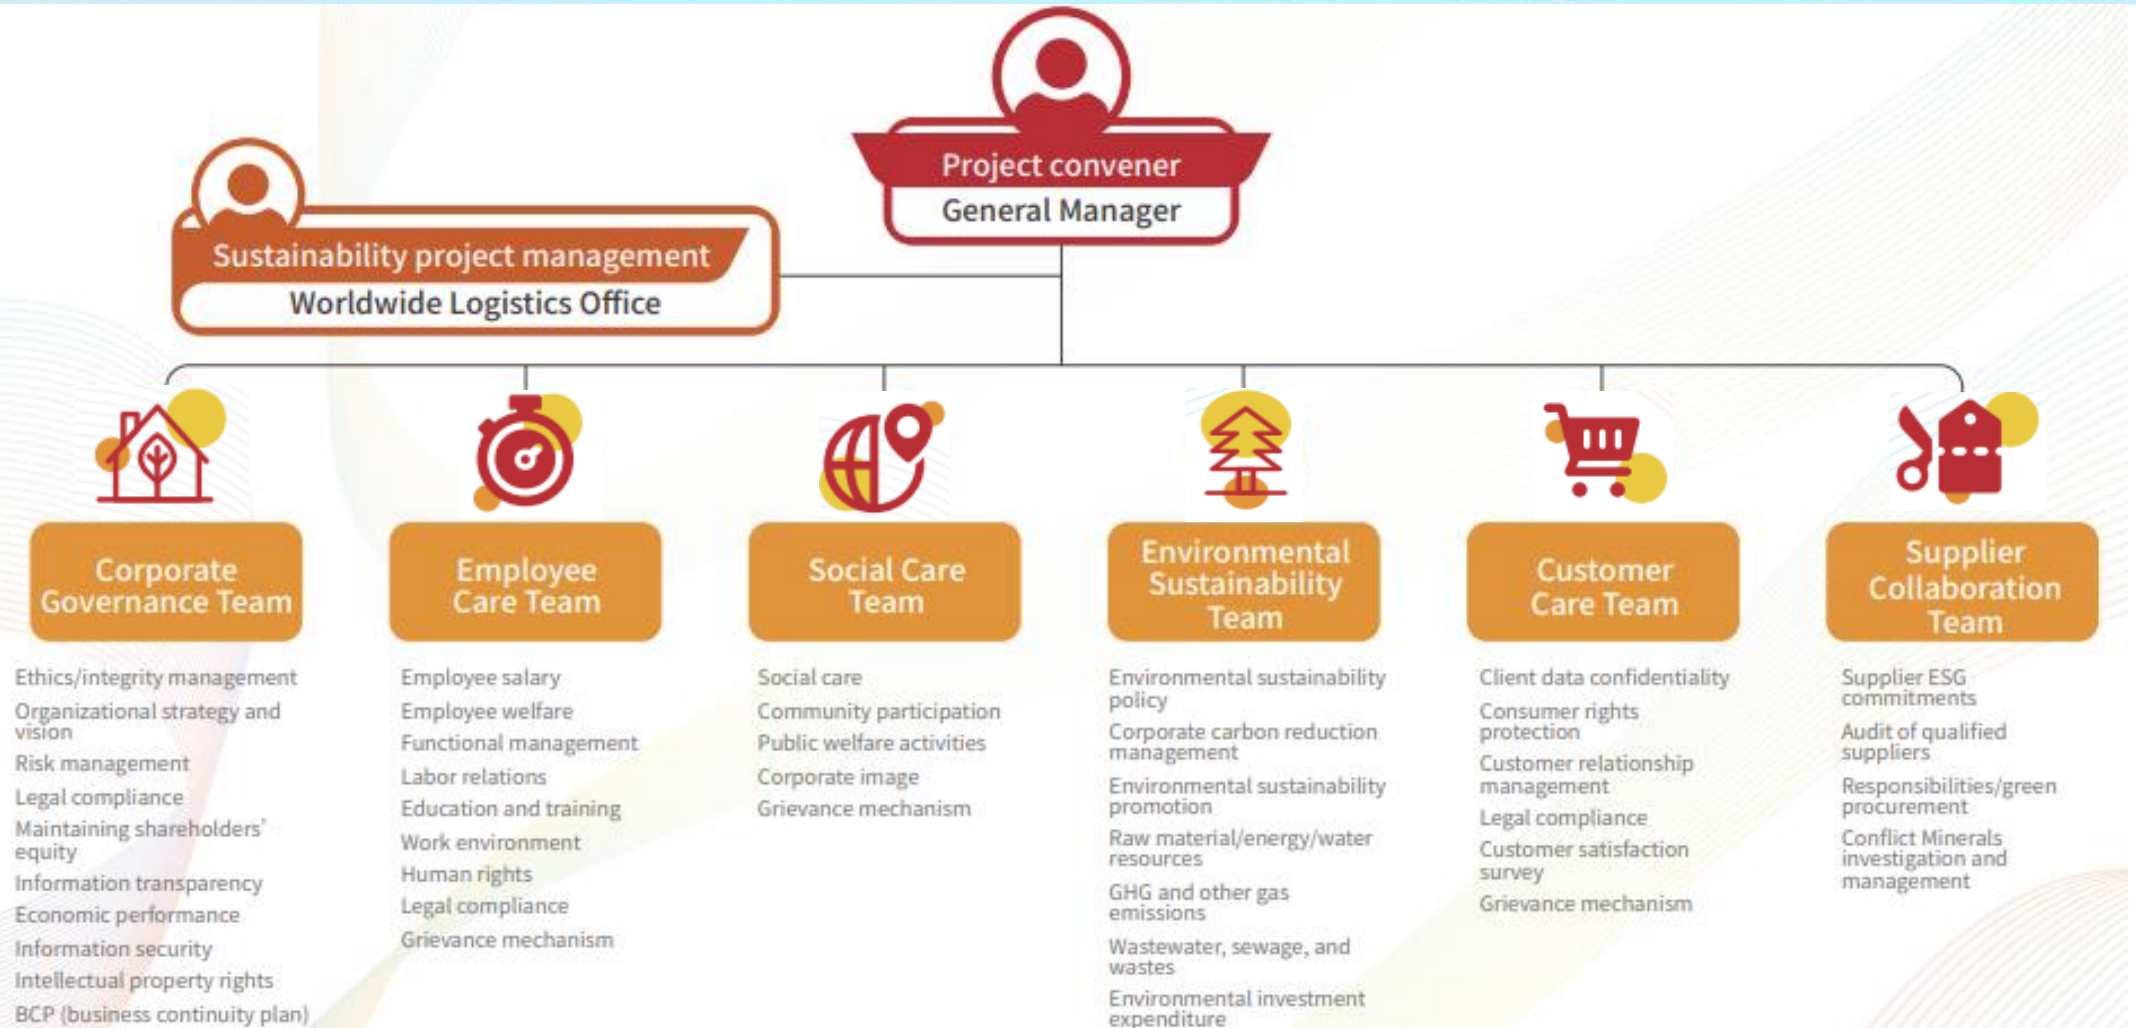 Project convener
General Manager
Sustainability project management
Worldwide Logistics Office
Corporate
Governance Team
Ethics/integrity management
Organizational strategy and
vision
Risk management
Legal compliance
Maintaining shareholders'
equity
Information transparency
Economic performance
Information security
Intellectual property rights
BCP (business continuity plan)
Employee
Care Team
Employee salary
Employee welfare
Functional management
Labor relations
Education and training
Work environment
Human rights
Legal compliance
Grievance mechanism
Social Care
Team
Social care
Community participation
Public welfare activities
Corporate image
Grievance mechanism
Environmental
Sustainability
Team
Environmental sustainability
policy
Corporate carbon reduction
management
Environmental sustainability
promotion
Raw material/energy/water
resources
GHG and other gas
emissions
Wastewater, sewage, and
wastes
Environmental investment
expenditure
Customer
Care Team
Client data confidentiality
Consumer rights
protection
Customer relationship
management
Legal compliance
Customer satisfaction
survey
Grievance mechanism
Supplier
Collaboration
Team
Supplier ESG
commitments
Audit of qualified
suppliers
Responsibilities/green
procurement
Conflict Minerals
investigation and
management